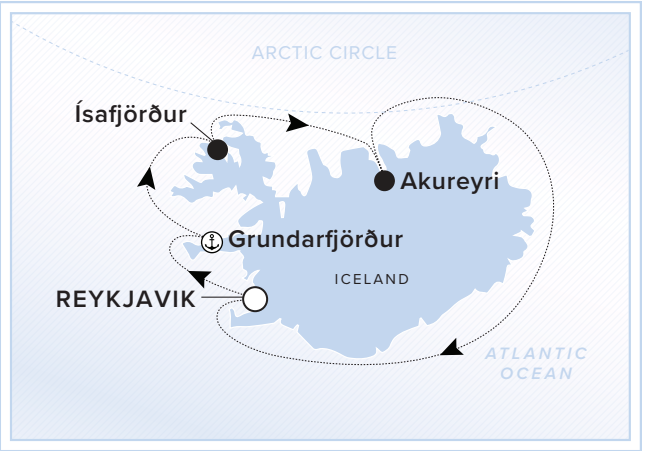 ARCTIC CIRCLE
Ísafjörður
Akureyri
Grundarfjörður
ICELAND
REYKJAVIK
ATLANTIC
OCEAN